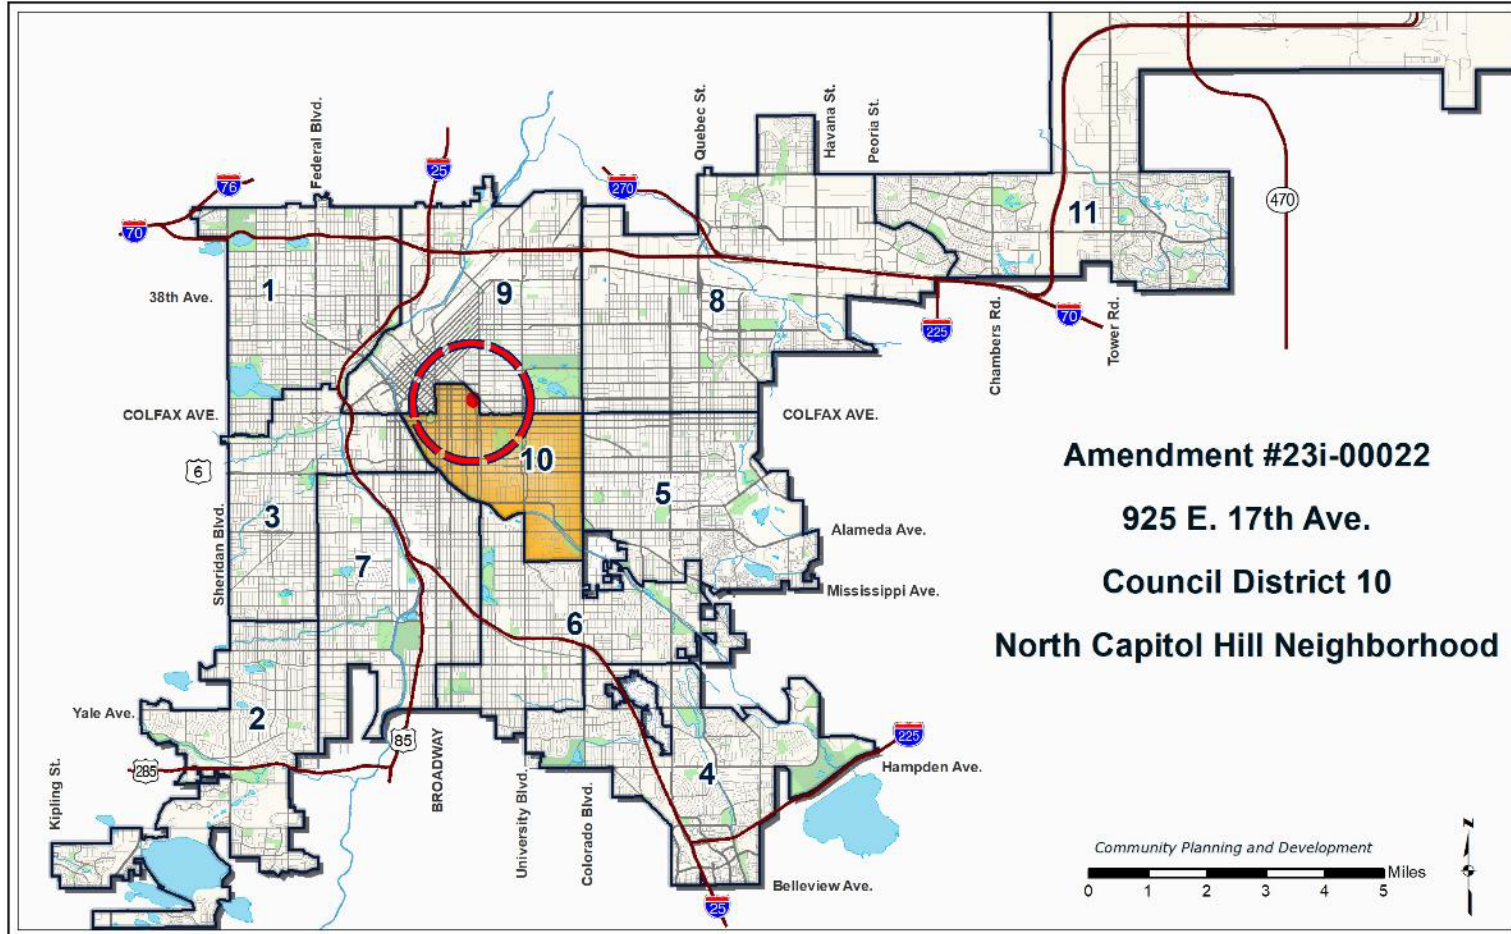 Federal Blvd.
Quebec St.
Havana St.
Peoria St.
25
76
270
70
11
470
1
38th Ave.
9
8
225
70
Chambers Rd.
Tower Rd.
COLFAX AVE.
COLFAX AVE.
6
10
5
3
Sheridan Blvd.
7
Alameda Ave.
Mississippi Ave.
6
Amendment #23i-00022
925 E. 17th Ave.
Council District 10
North Capitol Hill Neighborhood
Yale Ave.
2
85
BROADWAY
225
285
Hampden Ave.
4
Kipling St.
University Blvd.
Colorado Blvd.
Belleview Ave.
25
Community Planning and Development
Miles
0 1 2 3 4 5
N